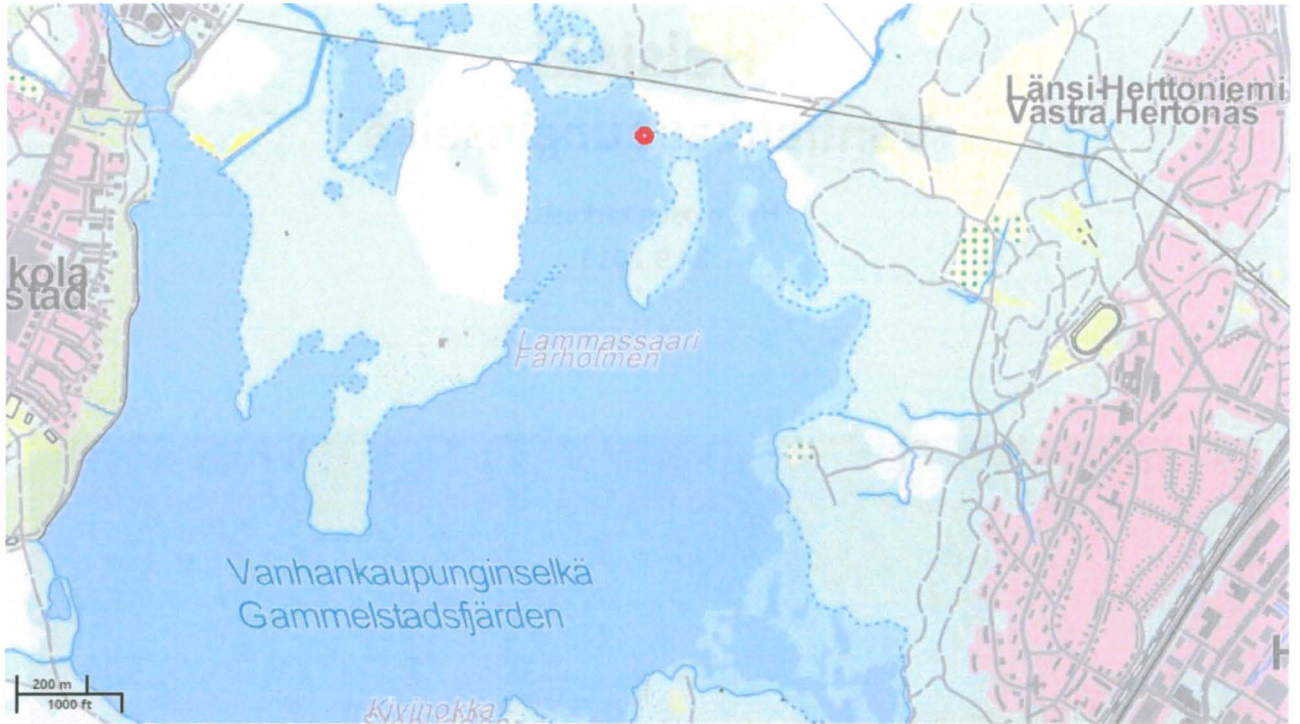 Länsi-Herttoniemi
Västra Hertonäs
kola
stad
Lammassaari
Fårholmen
Vanhankaupunginselkä
Gammelstadsfjärden
200 m
1000 ft
Kivinokka
H